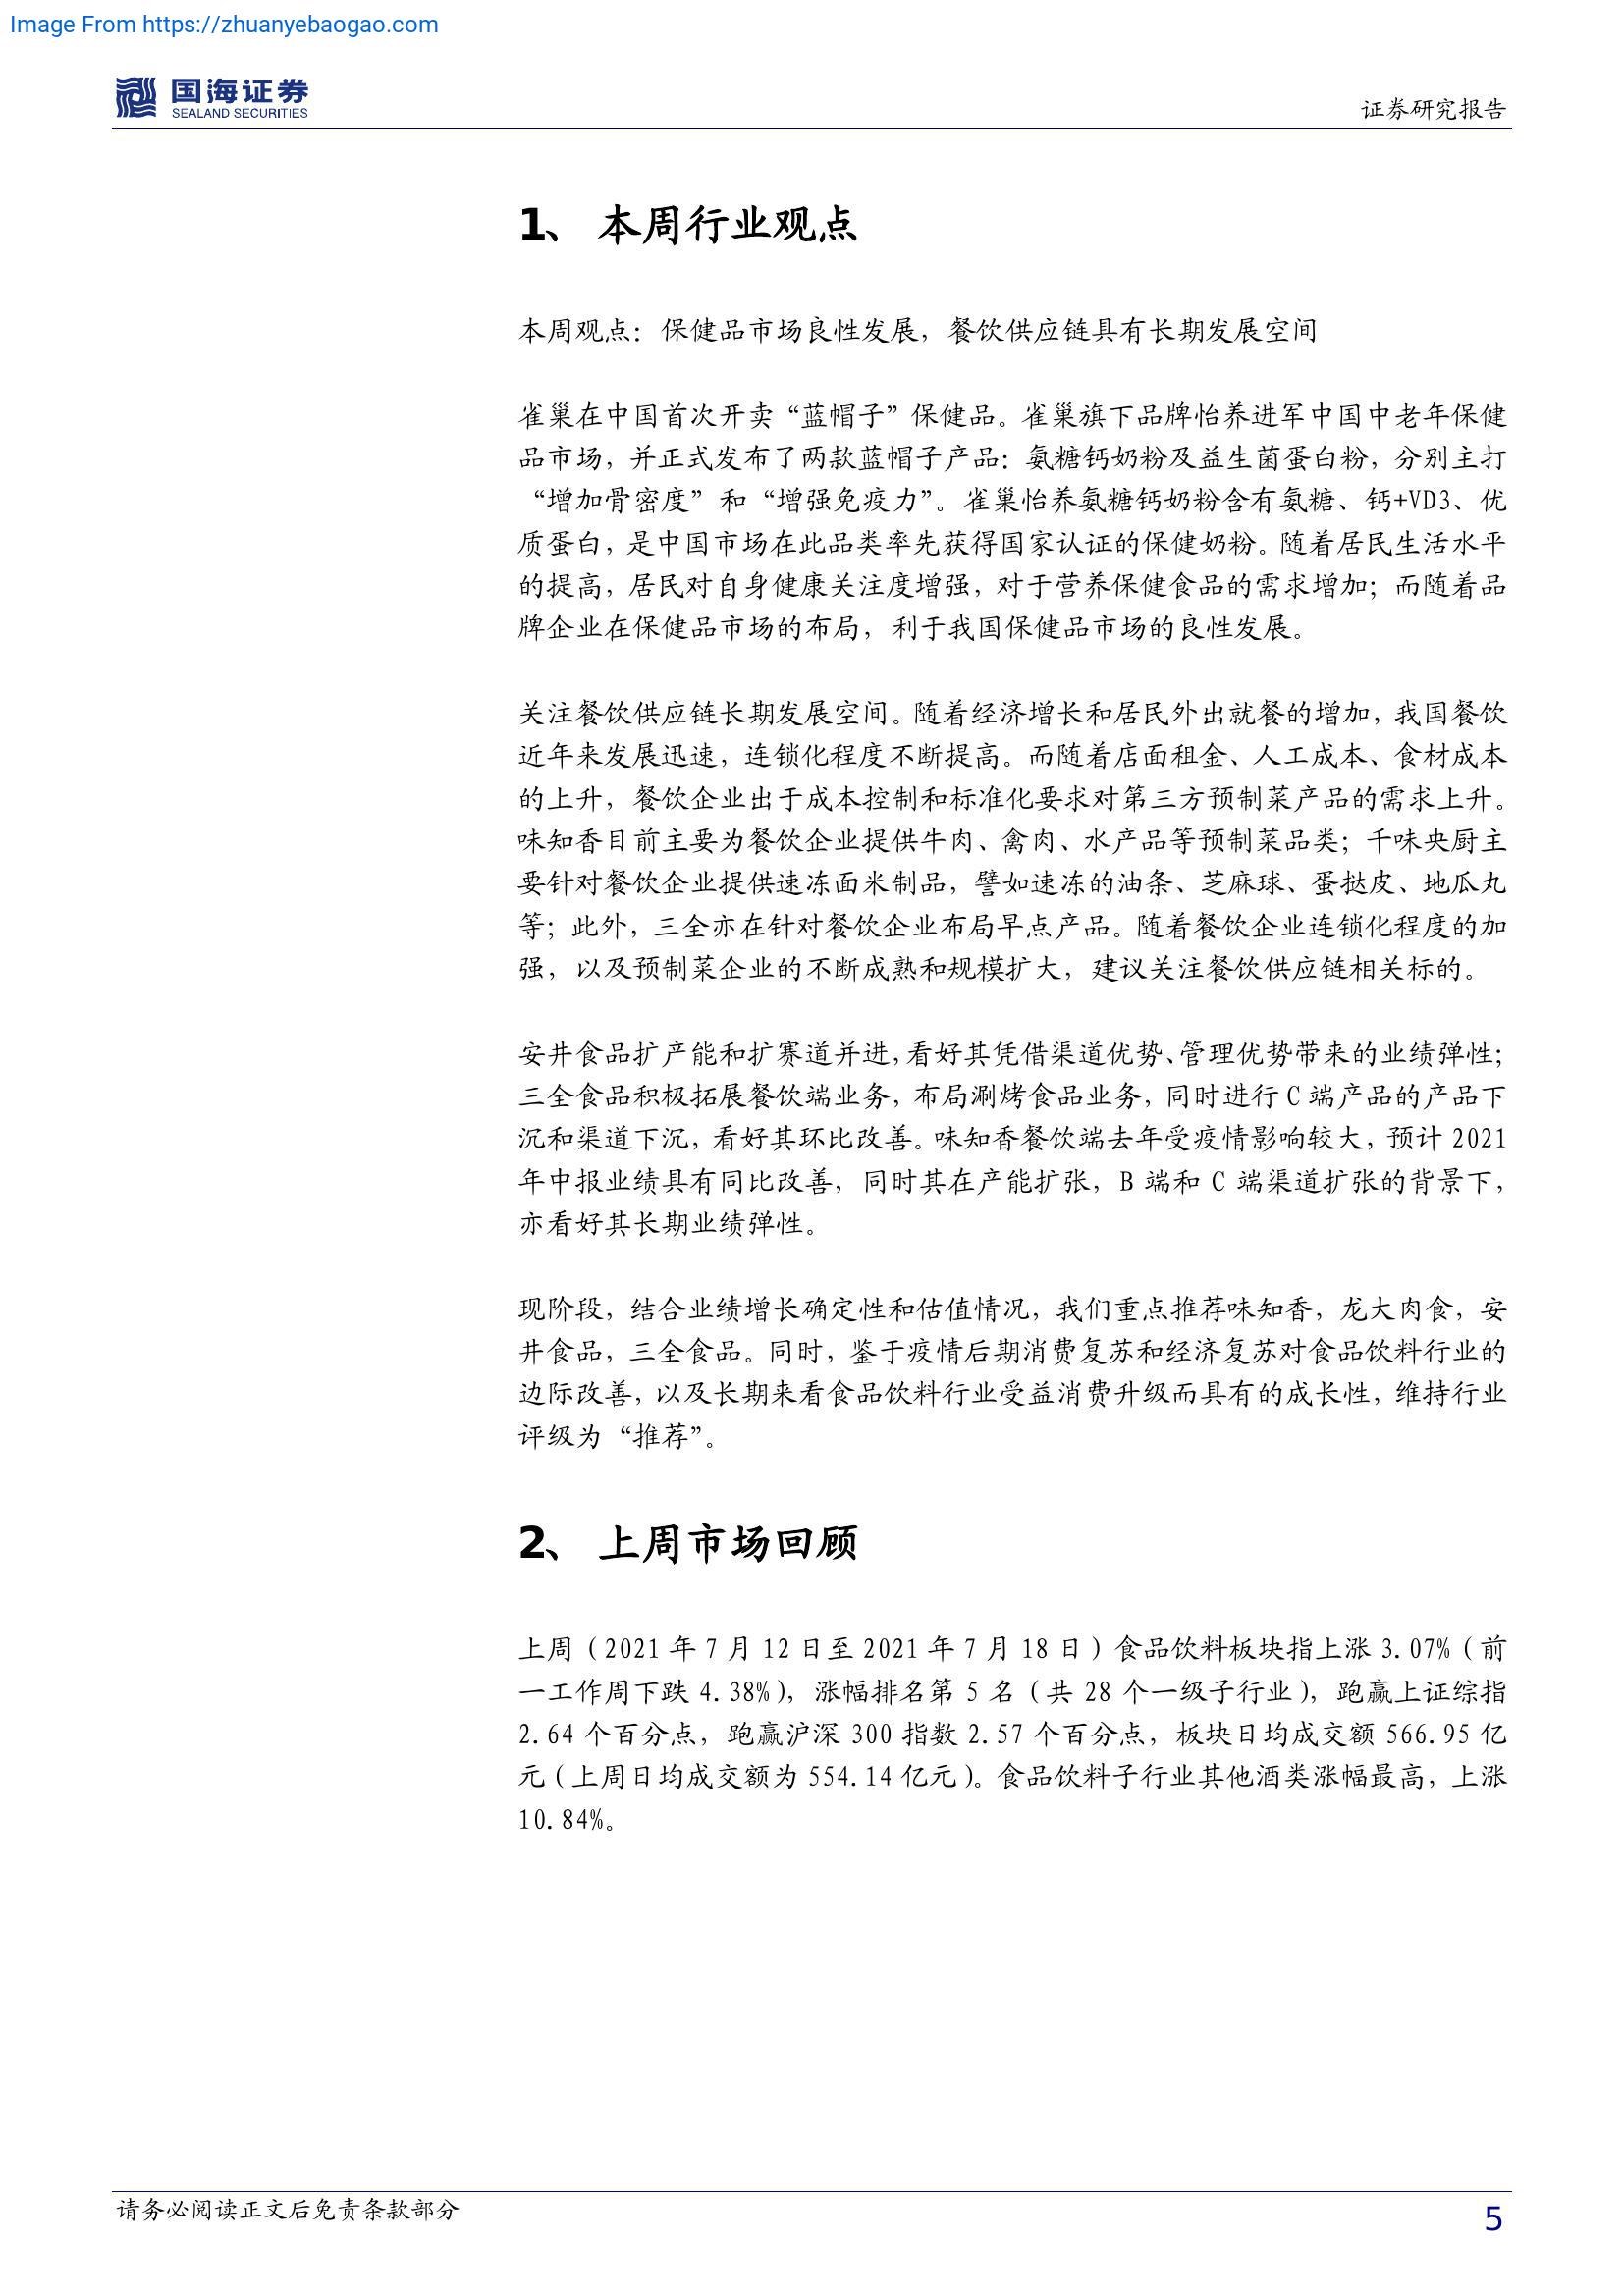 Image From https://zhuanyebaogao.com
国海证券
SEALAND SECURITIES
证券研究报告
1、 本周行业观点
本周观点：保健品市场良性发展，餐饮供应链具有长期发展空间
雀巢在中国首次开卖“蓝帽子”保健品。雀巢旗下品牌怡养进军中国中老年保健
品市场，并正式发布了两款蓝帽子产品：氨糖钙奶粉及益生菌蛋白粉，分别主打
“增加骨密度”和“增强免疫力”。雀巢怡养氨糖钙奶粉含有氨糖、钙+VD3、优
质蛋白，是中国市场在此品类率先获得国家认证的保健奶粉。随着居民生活水平
的提高，居民对自身健康关注度增强，对于营养保健食品的需求增加；而随着品
牌企业在保健品市场的布局，利于我国保健品市场的良性发展。
关注餐饮供应链长期发展空间。随着经济增长和居民外出就餐的增加，我国餐饮
近年来发展迅速，连锁化程度不断提高。而随着店面租金、人工成本、食材成本
的上升，餐饮企业出于成本控制和标准化要求对第三方预制菜产品的需求上升。
味知香目前主要为餐饮企业提供牛肉、禽肉、水产品等预制菜品类；千味央厨主
要针对餐饮企业提供速冻面米制品，譬如速冻的油条、芝麻球、蛋挞皮、地瓜丸
等；此外，三全亦在针对餐饮企业布局早点产品。随着餐饮企业连锁化程度的加
强，以及预制菜企业的不断成熟和规模扩大，建议关注餐饮供应链相关标的。
安井食品扩产能和扩赛道并进，看好其凭借渠道优势、管理优势带来的业绩弹性；
三全食品积极拓展餐饮端业务，布局涮烤食品业务，同时进行 C 端产品的产品下
沉和渠道下沉，看好其环比改善。味知香餐饮端去年受疫情影响较大，预计 2021
年中报业绩具有同比改善，同时其在产能扩张，B 端和 C 端渠道扩张的背景下，
亦看好其长期业绩弹性。
现阶段，结合业绩增长确定性和估值情况，我们重点推荐味知香，龙大肉食，安
井食品，三全食品。同时，鉴于疫情后期消费复苏和经济复苏对食品饮料行业的
边际改善，以及长期来看食品饮料行业受益消费升级而具有的成长性，维持行业
评级为“推荐”。
2、 上周市场回顾
上周（2021 年 7 月 12 日至 2021 年 7 月 18 日）食品饮料板块指上涨 3.07%（前
一工作周下跌 4.38%），涨幅排名第 5 名（共 28 个一级子行业），跑赢上证综指
2.64 个百分点，跑赢沪深 300 指数 2.57 个百分点，板块日均成交额 566.95 亿
元（上周日均成交额为 554.14 亿元）。食品饮料子行业其他酒类涨幅最高，上涨
10.84%。
请务必阅读正文后免责条款部分
5